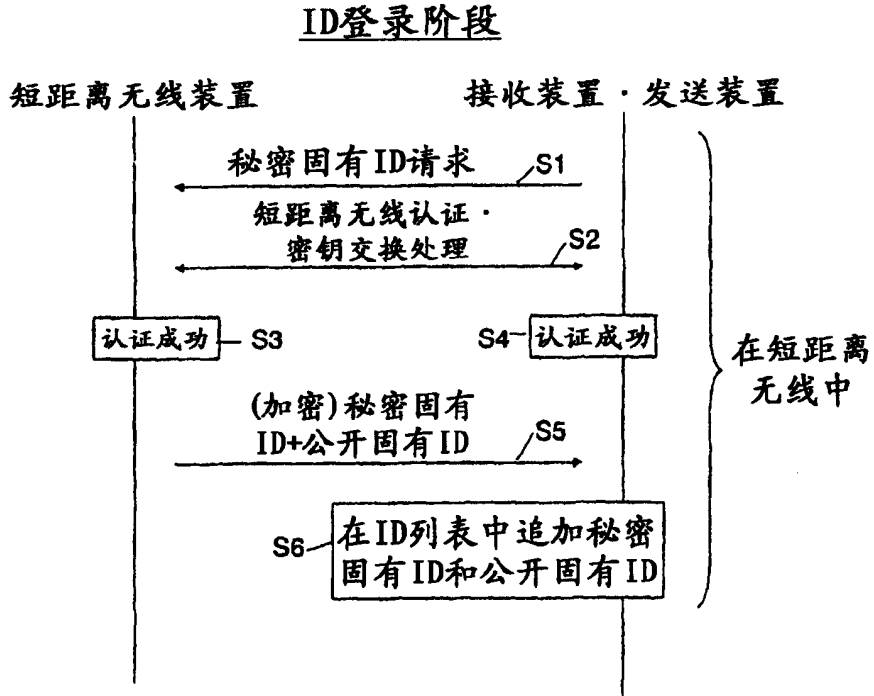 ID登录阶段
短距离无线装置
接收装置·发送装置
秘密固有ID请求
S1
短距离无线认证·
密钥交换处理
S2
认证成功
S3
S4
认证成功
在短距离
无线中
(加密)秘密固有
ID+公开固有ID
S5
S6
在ID列表中追加秘密
固有ID和公开固有ID